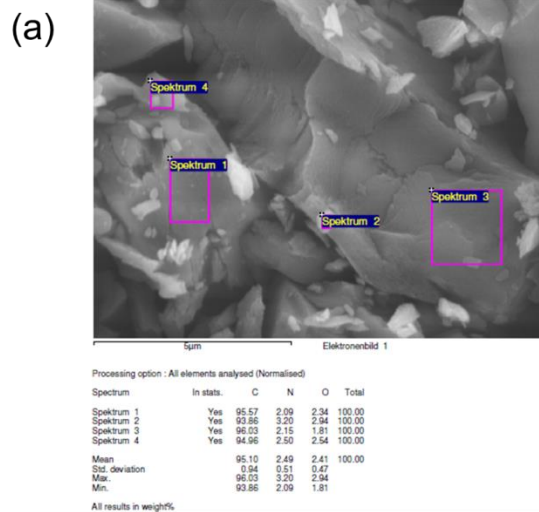 (a)
Spektrum 4
Spektrum 1
Spektrum 3
Spektrum 2
5µm Elektronenbild 1
Processing option : All elements analysed (Normalised)
Spectrum In stats. C N O Total
Spektrum 1 Yes 95.57 2.09 2.34 100.00
Spektrum 2 Yes 93.86 3.20 2.94 100.00
Spektrum 3 Yes 96.03 2.15 1.81 100.00
Spektrum 4 Yes 94.96 2.50 2.54 100.00
Mean 95.10 2.49 2.41 100.00
Std. deviation 0.94 0.51 0.47
Max. 96.03 3.20 2.94
Min. 93.86 2.09 1.81
All results in weight%